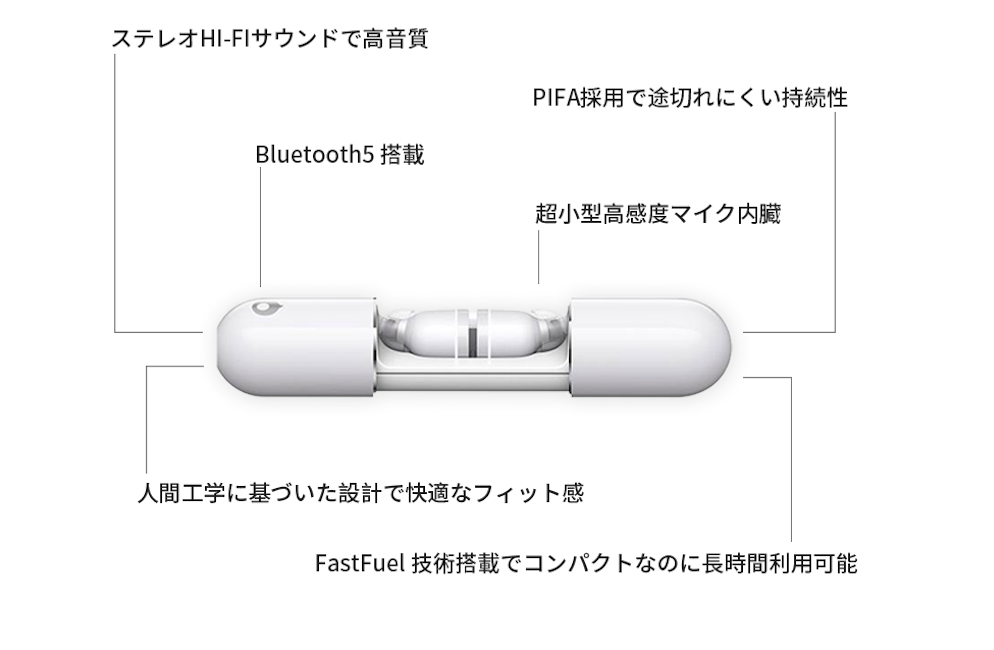 ステレオHI-FIサウンドで高音質
PIFA採用で途切れにくい持続性
Bluetooth5 搭載
超小型高感度マイク内臓
人間工学に基づいた設計で快適なフィット感
FastFuel 技術搭載でコンパクトなのに長時間利用可能